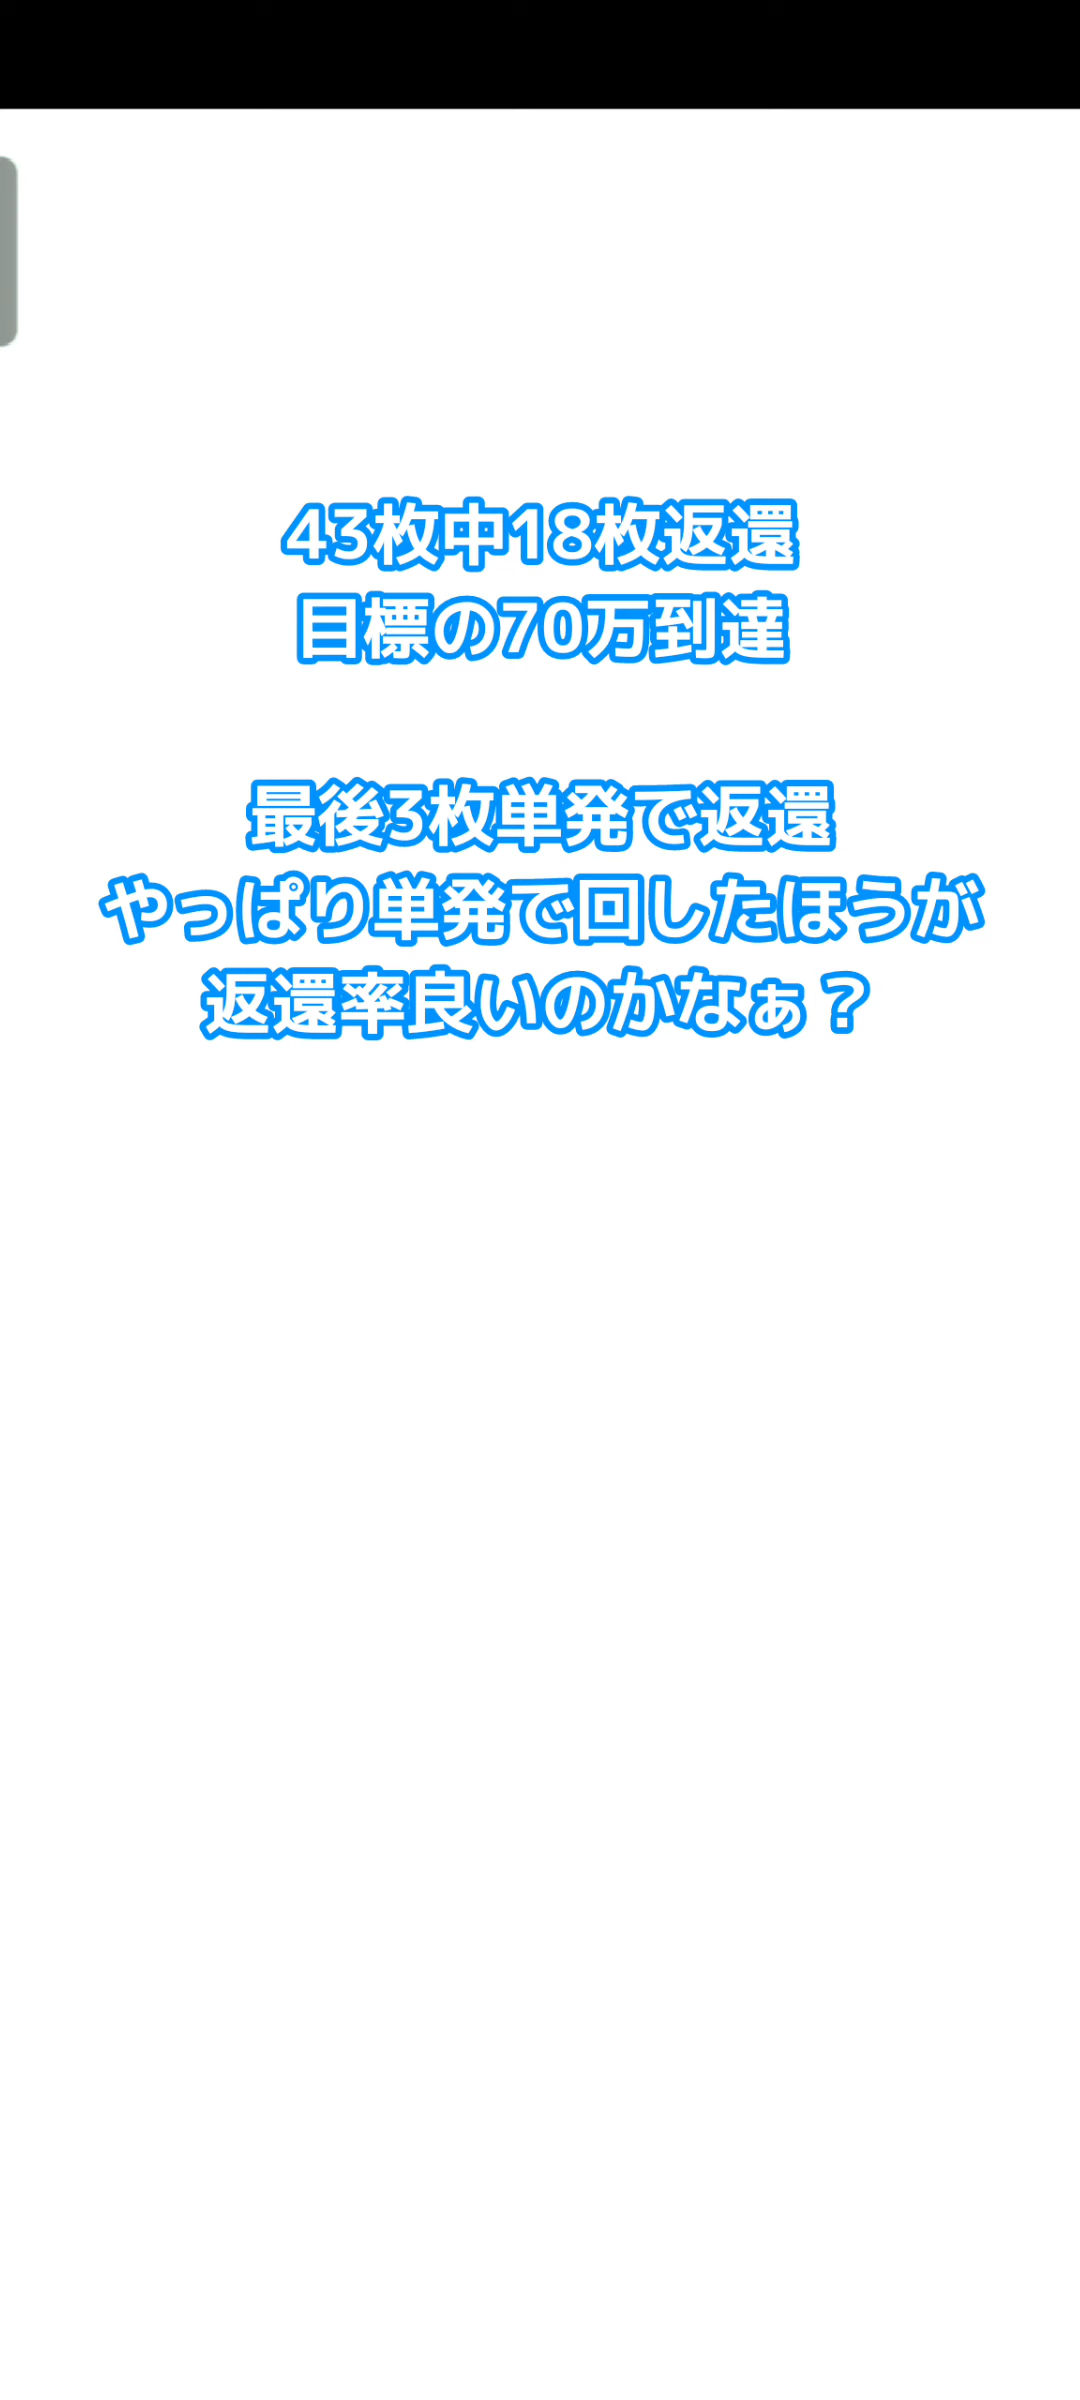 43枚中18枚返還
目標の70万到達
最後3枚単発で返還
やっぱり単発で回したほうが
返還率良いのかなぁ？